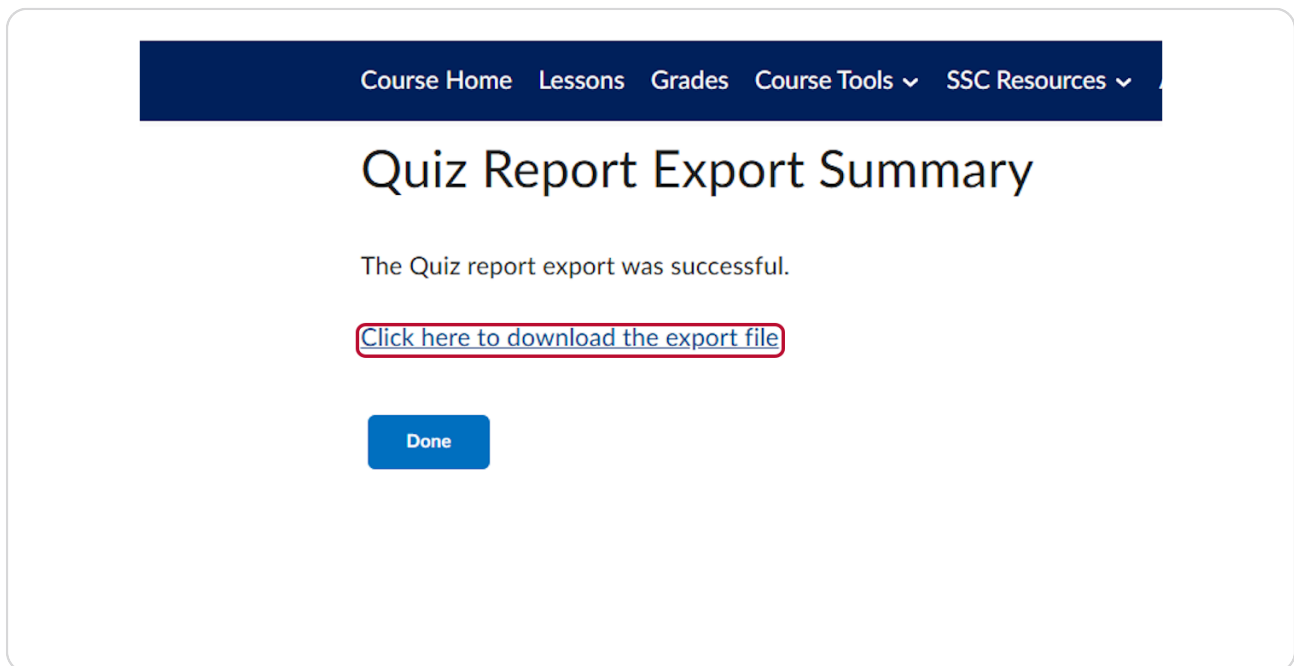 Course Home Lessons Grades Course Tools SSC Resources
Quiz Report Export Summary
The Quiz report export was successful.
Click here to download the export file
Done